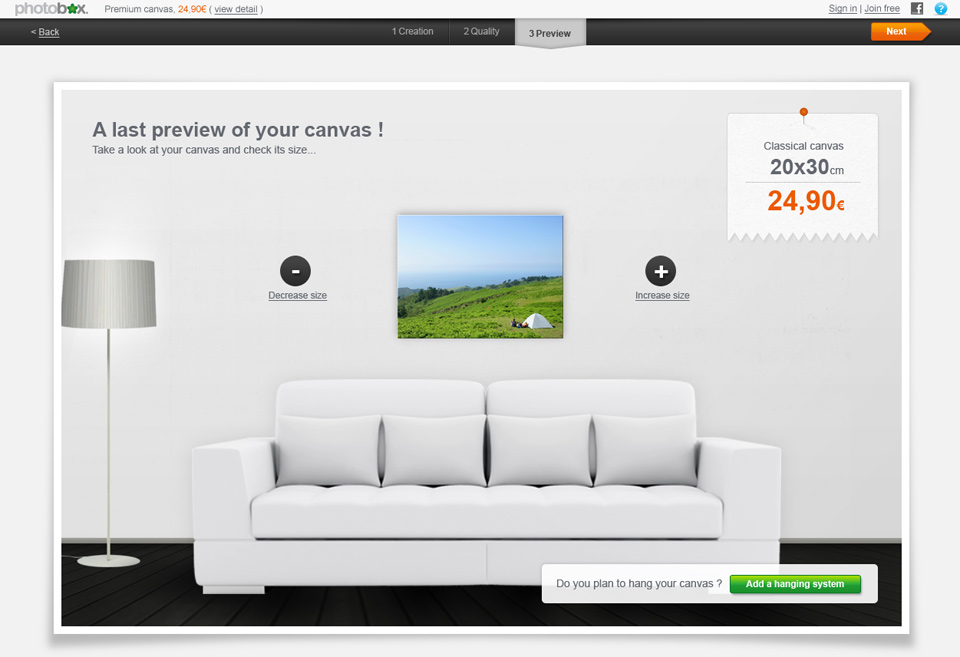 photobox.
Premium canvas, 24,90€ ( view detail )
Sign in | Join free
f
?
< Back
1 Creation
2 Quality
3 Preview
Next
A last preview of your canvas !
Take a look at your canvas and check its size...
Classical canvas
20x30cm
24,90€
-
Decrease size
+
Increase size
Do you plan to hang your canvas ?
Add a hanging system